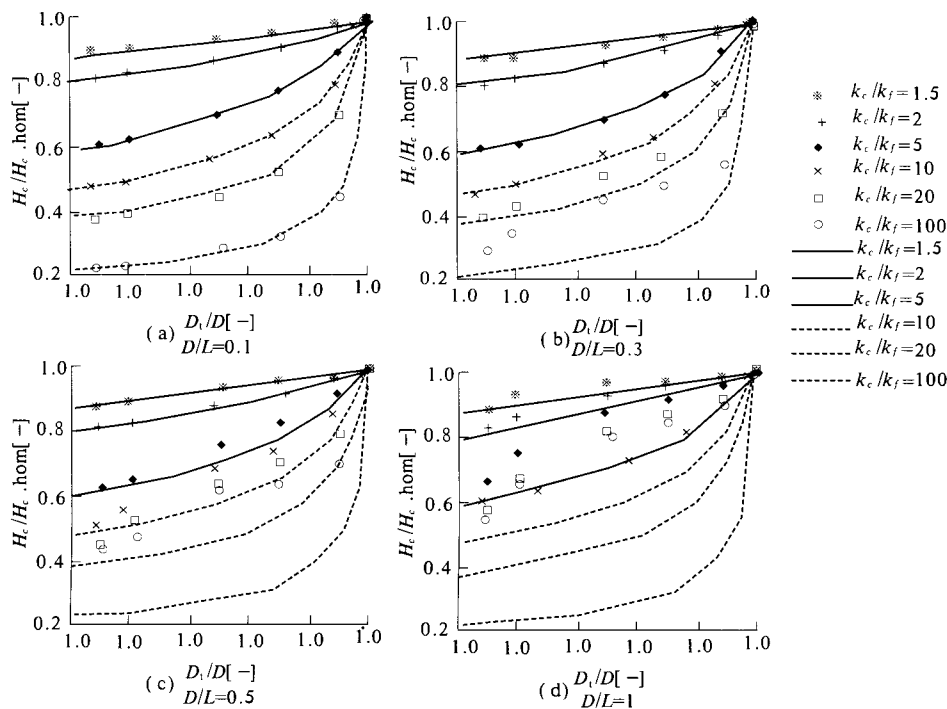 1.0
0.8
0.6
0.4
0.2
H_c/H_c .hom[−]
1.0 1.0 1.0 1.0 1.0 1.0
(a) D_t/D[−]
D/L=0.1
1.0
0.8
0.6
0.4
0.2
H_c/H_c .hom[−]
1.0 1.0 1.0 1.0 1.0 1.0
(b) D_t/D[−]
D/L=0.3
k_c/k_f=1.5
k_c/k_f=2
k_c/k_f=5
k_c/k_f=10
k_c/k_f=20
k_c/k_f=100
k_c/k_f=1.5
k_c/k_f=2
k_c/k_f=5
k_c/k_f=10
k_c/k_f=20
k_c/k_f=100
1.0
0.8
0.6
0.4
0.2
H_c/H_c .hom[−]
1.0 1.0 1.0 1.0 1.0 1.0
(c) D_t/D[−]
D/L=0.5
1.0
0.8
0.6
0.4
0.2
H_c/H_c .hom[−]
1.0 1.0 1.0 1.0 1.0 1.0
(d) D_t/D[−]
D/L=1